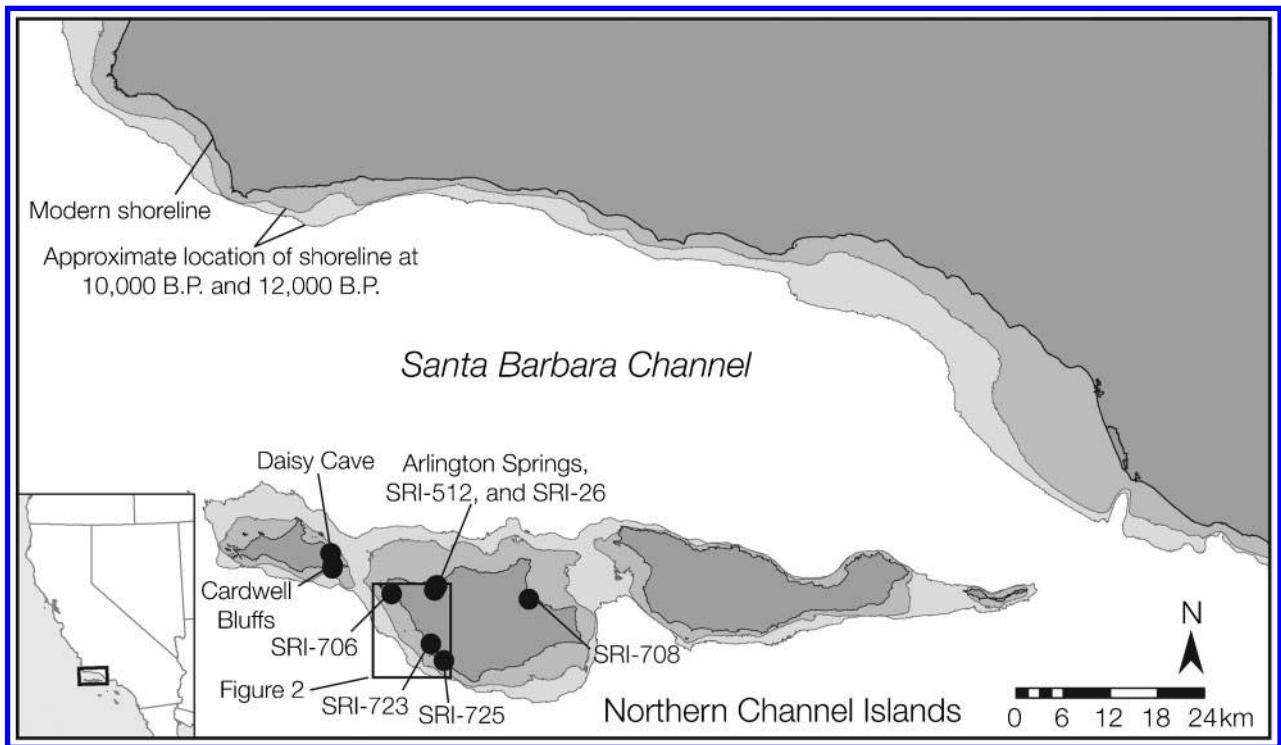 Modern shoreline
Approximate location of shoreline at
10,000 B.P. and 12,000 B.P.
Santa Barbara Channel
Daisy Cave
Arlington Springs,
SRI-512, and SRI-26
Cardwell
Bluffs
SRI-706
SRI-708
Figure 2
SRI-723
SRI-725
Northern Channel Islands
N
0 6 12 18 24km